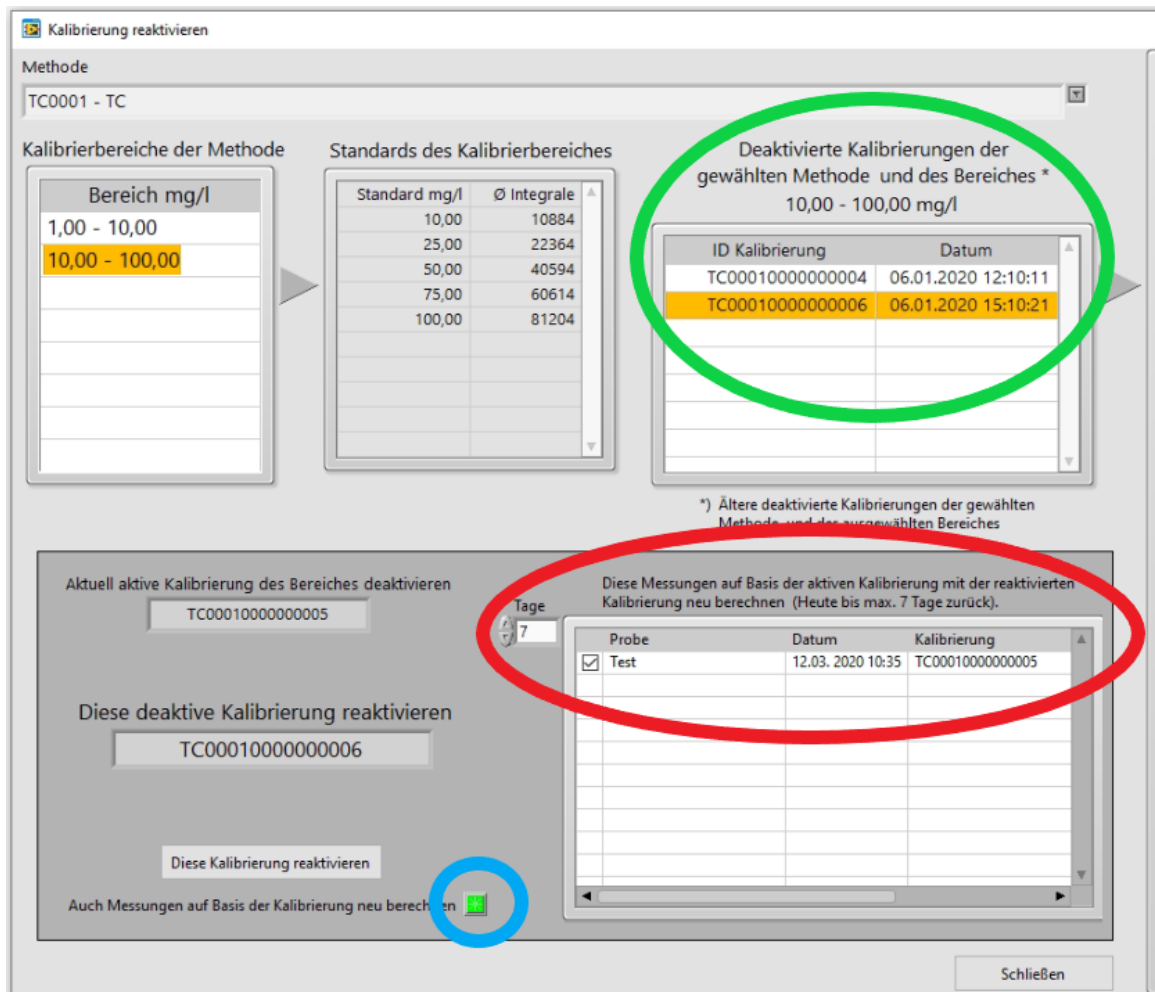 Kalibrierung reaktivieren
Methode
TC0001 - TC
Kalibrierbereiche der Methode
Bereich mg/l
1,00 - 10,00
10,00 - 100,00
Standards des Kalibrierbereiches
Standard mg/l Ø Integrale
10,00 10884
25,00 22364
50,00 40594
75,00 60614
100,00 81204
Deaktivierte Kalibrierungen der
gewählten Methode und des Bereiches *
10,00 - 100,00 mg/l
ID Kalibrierung Datum
TC00010000000004 06.01.2020 12:10:11
TC00010000000006 06.01.2020 15:10:21
*) Ältere deaktivierte Kalibrierungen der gewählten
Methode und des ausgewählten Bereiches
Aktuell aktive Kalibrierung des Bereiches deaktivieren
TC00010000000005
Diese deaktive Kalibrierung reaktivieren
TC00010000000006
Diese Kalibrierung reaktivieren
Auch Messungen auf Basis der Kalibrierung neu berechnen
Tage
7
Diese Messungen auf Basis der aktiven Kalibrierung mit der reaktivierten
Kalibrierung neu berechnen (Heute bis max. 7 Tage zurück).
Probe Datum Kalibrierung
Test 12.03. 2020 10:35 TC00010000000005
Schließen